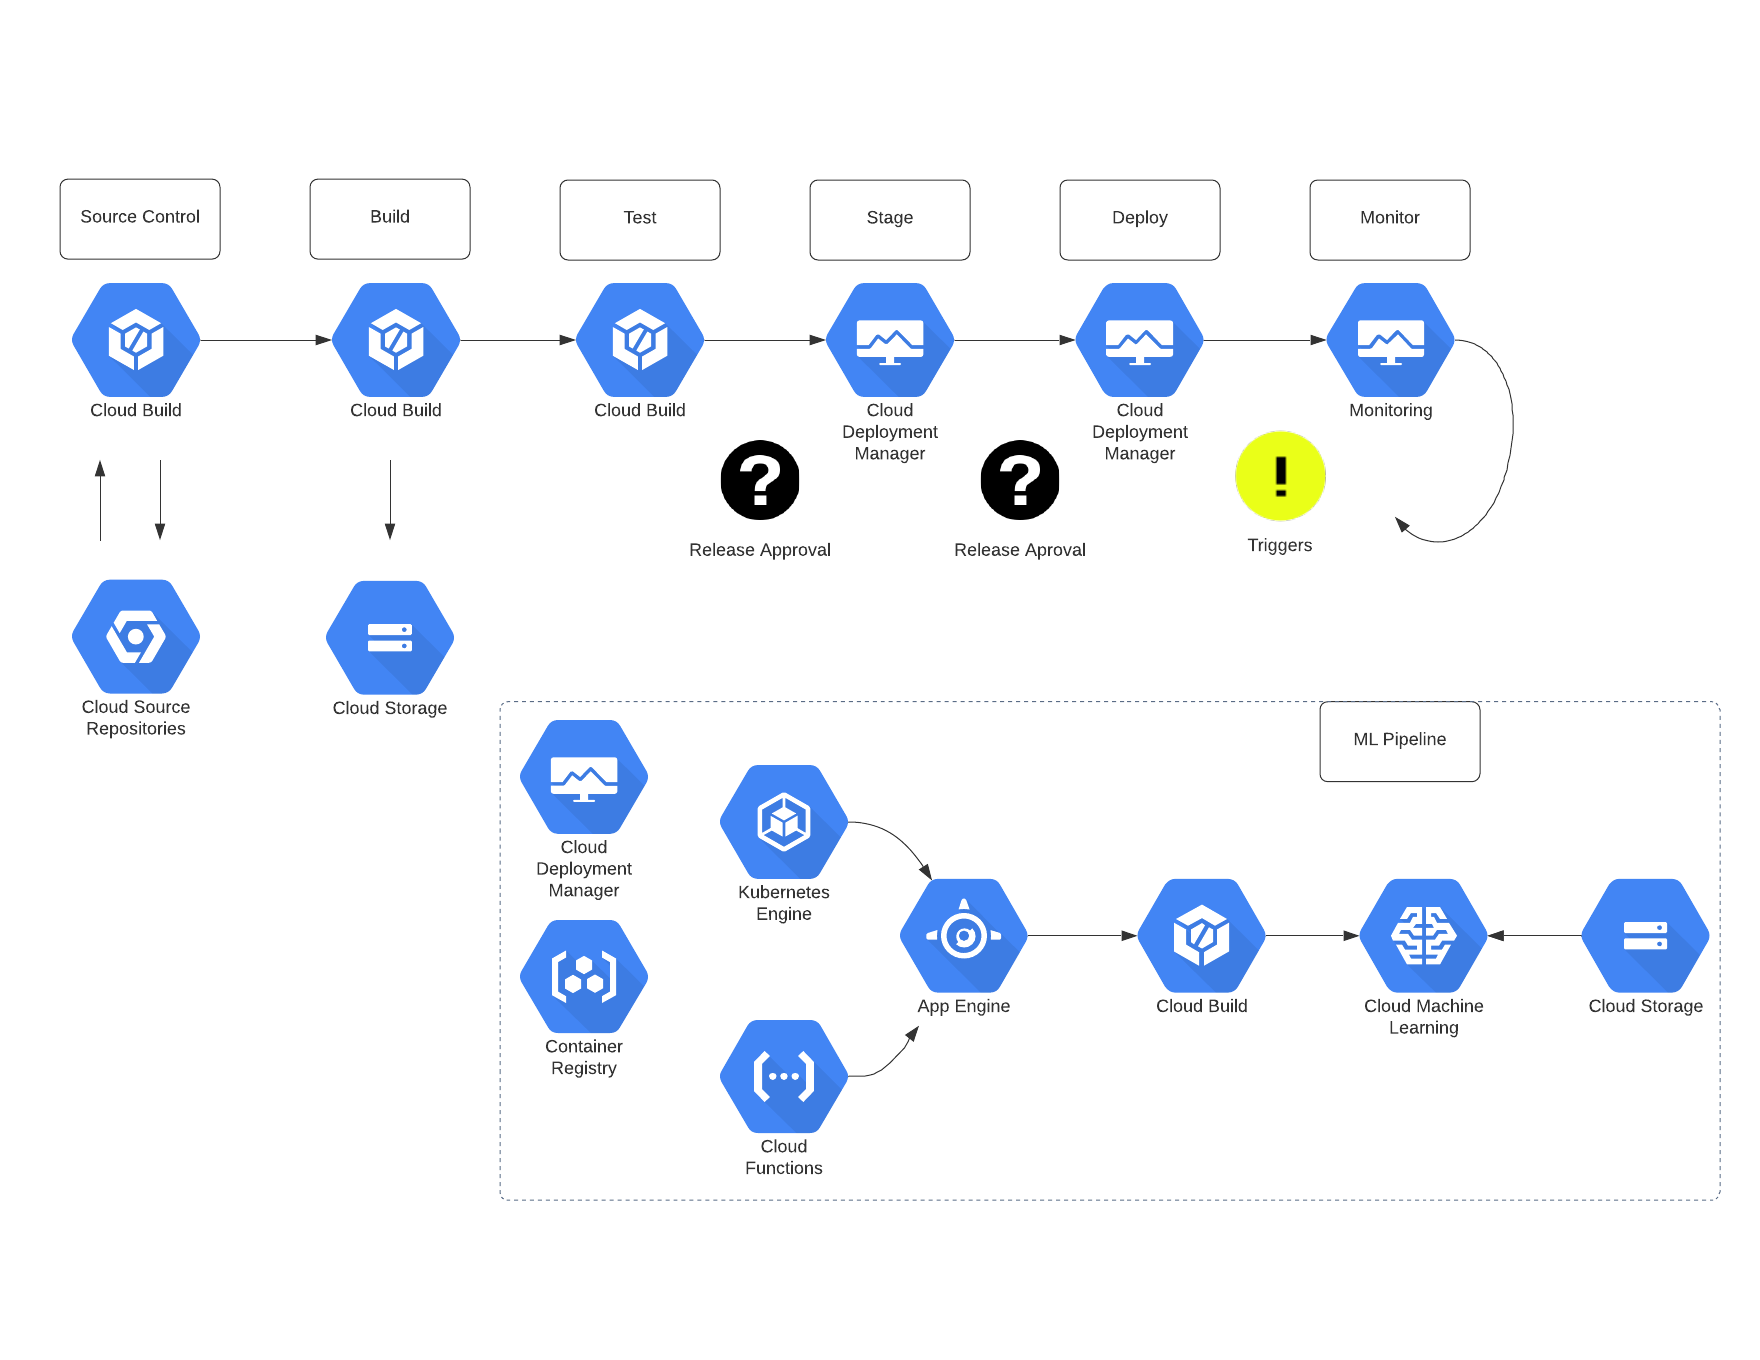 Source Control
Build
Test
Stage
Deploy
Monitor
Cloud Build
Cloud Build
Cloud Build
Cloud
Deployment
Manager
Cloud
Deployment
Manager
Monitoring
Release Approval
Release Aproval
Triggers
Cloud Source
Repositories
Cloud Storage
ML Pipeline
Cloud
Deployment
Manager
Kubernetes
Engine
Container
Registry
App Engine
Cloud Build
Cloud Machine
Learning
Cloud Storage
Cloud
Functions